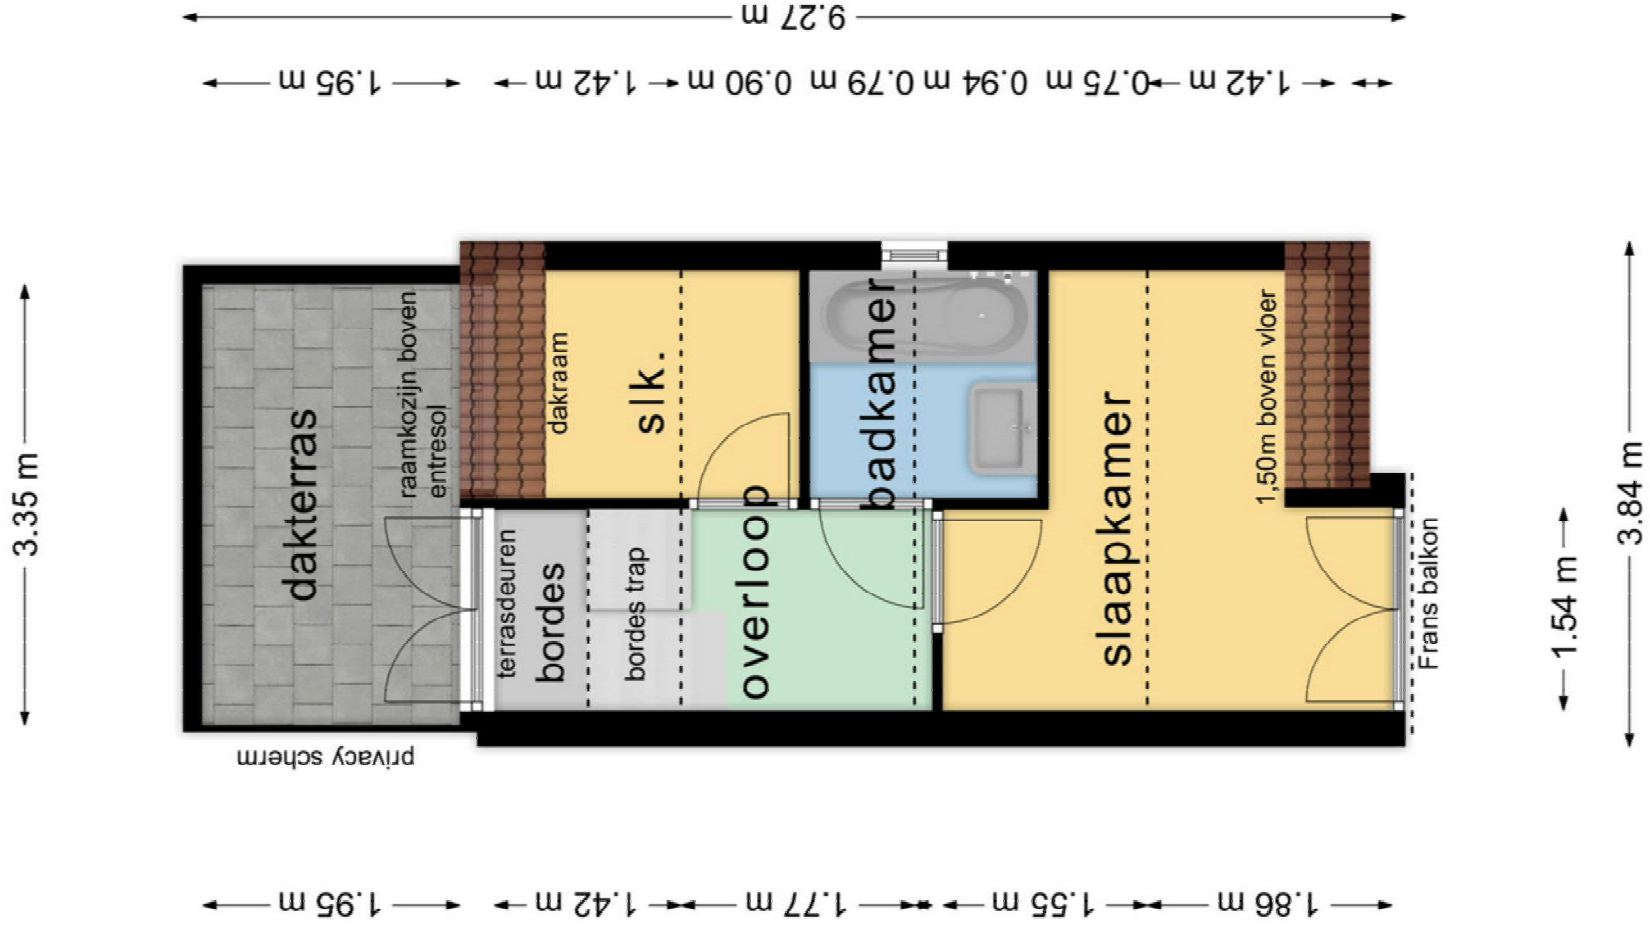 9.27 m
1.95 m
1.42 m
0.90 m
0.79 m
0.94 m
0.75 m
1.42 m
3.35 m
dakterras
raamkozijn boven
entresol
dakraam
slk.
badkamer
slaapkamer
1,50m boven vloer
terrasdeuren
bordes
bordes trap
overloop
Frans balkon
1.54 m
3.84 m
privacy scherm
1.95 m
1.42 m
1.77 m
1.55 m
1.86 m